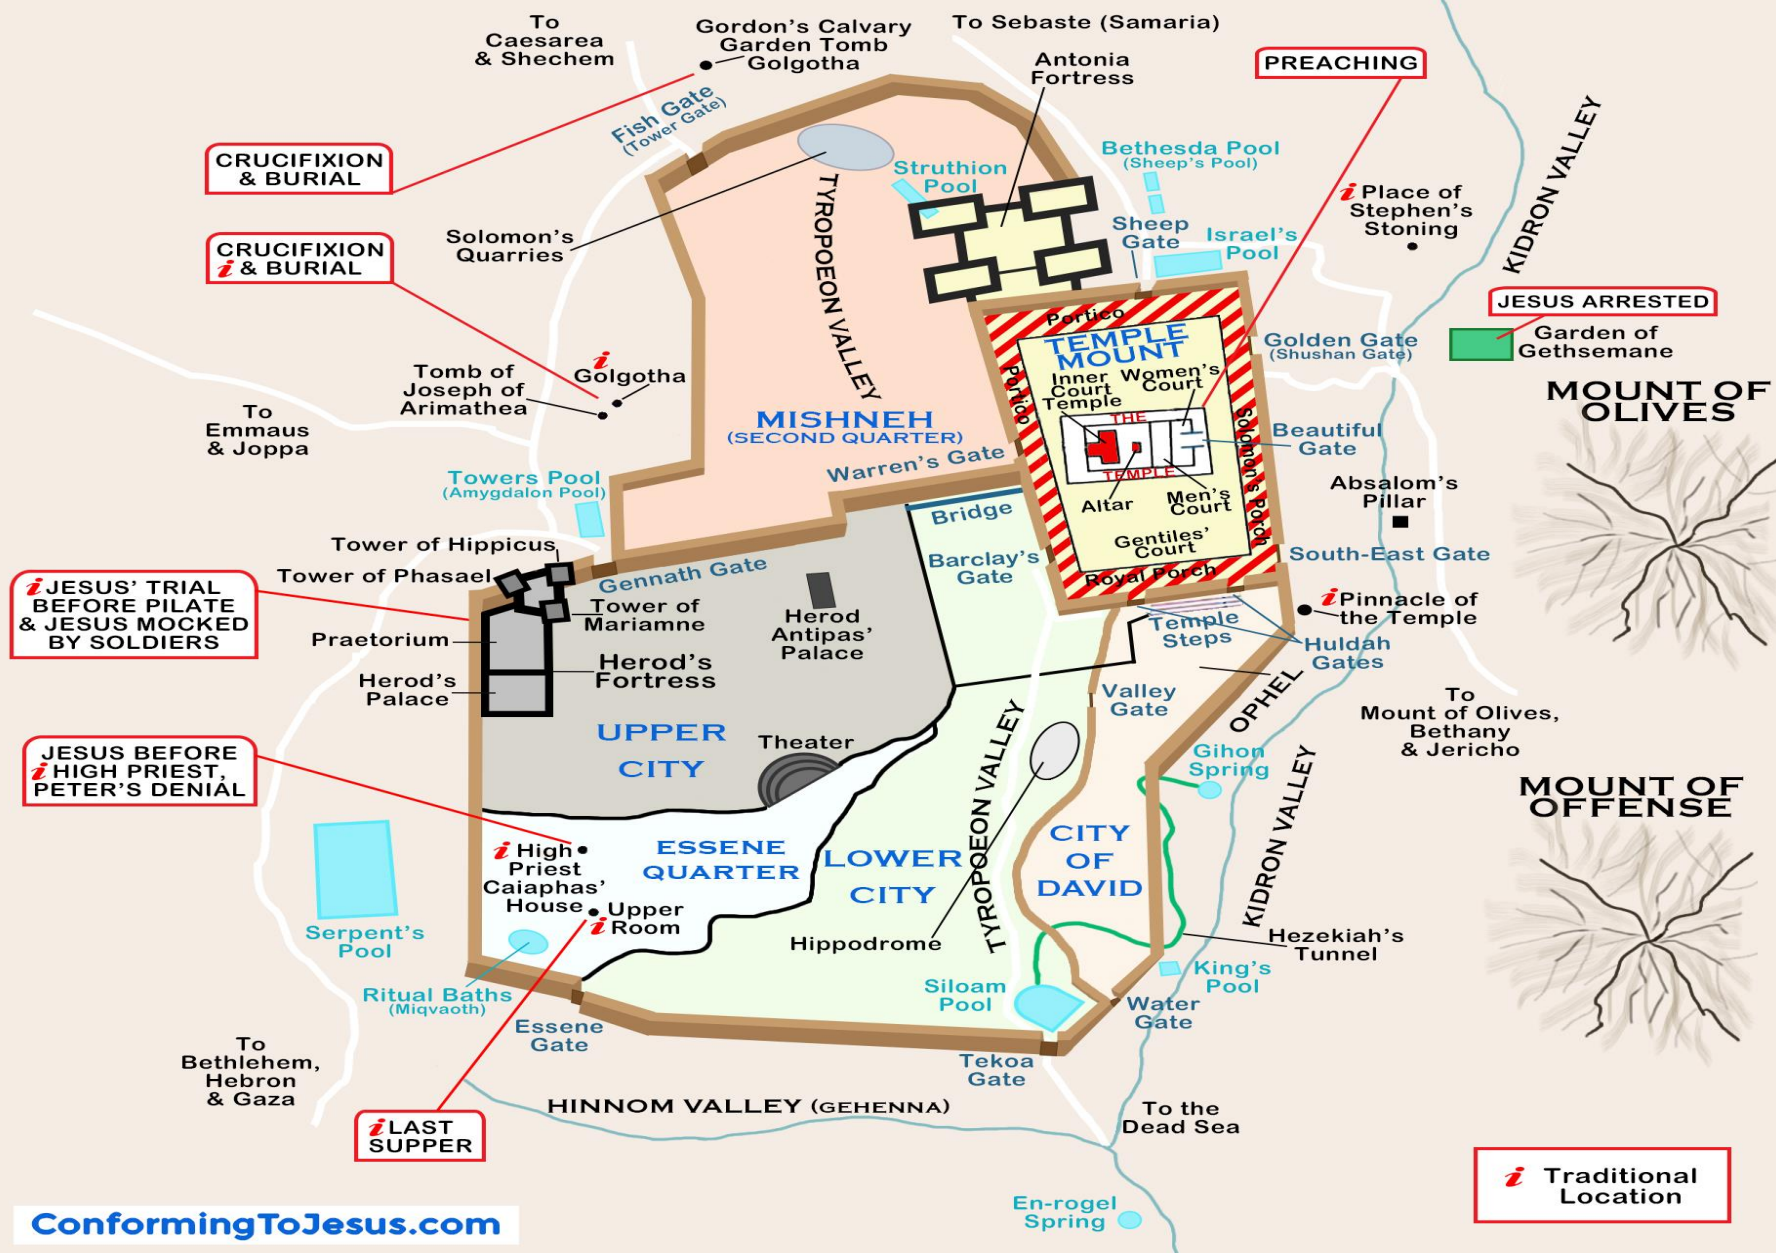 To
Caesarea
& Shechem
Gordon's Calvary
Garden Tomb
Golgotha
To Sebaste (Samaria)
Antonia
Fortress
PREACHING
Fish Gate
(Tower Gate)
CRUCIFIXION
& BURIAL
Struthion
Pool
Bethesda Pool
(Sheep's Pool)
KIDRON VALLEY
i Place of
Stephen's
Stoning
Solomon's
Quarries
TYROPOEON VALLEY
Sheep
Gate
Israel's
Pool
CRUCIFIXION
i & BURIAL
JESUS ARRESTED
Garden of
Gethsemane
Portico
TEMPLE
MOUNT
Golden Gate
(Shushan Gate)
i
Golgotha
Tomb of
Joseph of
Arimathea
Portico
Inner
Court
Temple
Women's
Court
MOUNT OF
OLIVES
To
Emmaus
& Joppa
MISHNEH
(SECOND QUARTER)
THE
TEMPLE
Solomon's Porch
Beautiful
Gate
Warren's Gate
Towers Pool
(Amygdalon Pool)
Altar
Men's
Court
Absalom's
Pillar
Bridge
Gentiles'
Court
Tower of Hippicus
Barclay's
Gate
South-East Gate
Tower of Phasael
Gennath Gate
Royal Porch
i JESUS' TRIAL
BEFORE PILATE
& JESUS MOCKED
BY SOLDIERS
Tower of
Mariamne
Herod
Antipas'
Palace
Temple
Steps
i Pinnacle of
the Temple
Praetorium
Huldah
Gates
Herod's
Fortress
Herod's
Palace
Valley
Gate
OPHEL
To
Mount of Olives,
Bethany
& Jericho
UPPER
CITY
Theater
TYROPOEON VALLEY
Gihon
Spring
JESUS BEFORE
i HIGH PRIEST,
PETER'S DENIAL
KIDRON VALLEY
MOUNT OF
OFFENSE
i High
Priest
Caiaphas'
House
ESSENE
QUARTER
LOWER
CITY
CITY
OF
DAVID
Upper
i Room
Serpent's
Pool
Hippodrome
Hezekiah's
Tunnel
Ritual Baths
(Miqvaoth)
Siloam
Pool
King's
Pool
Essene
Gate
Water
Gate
To
Bethlehem,
Hebron
& Gaza
Tekoa
Gate
HINNOM VALLEY (GEHENNA)
To the
Dead Sea
i LAST
SUPPER
i Traditional
Location
En-rogel
Spring
ConformingToJesus.com